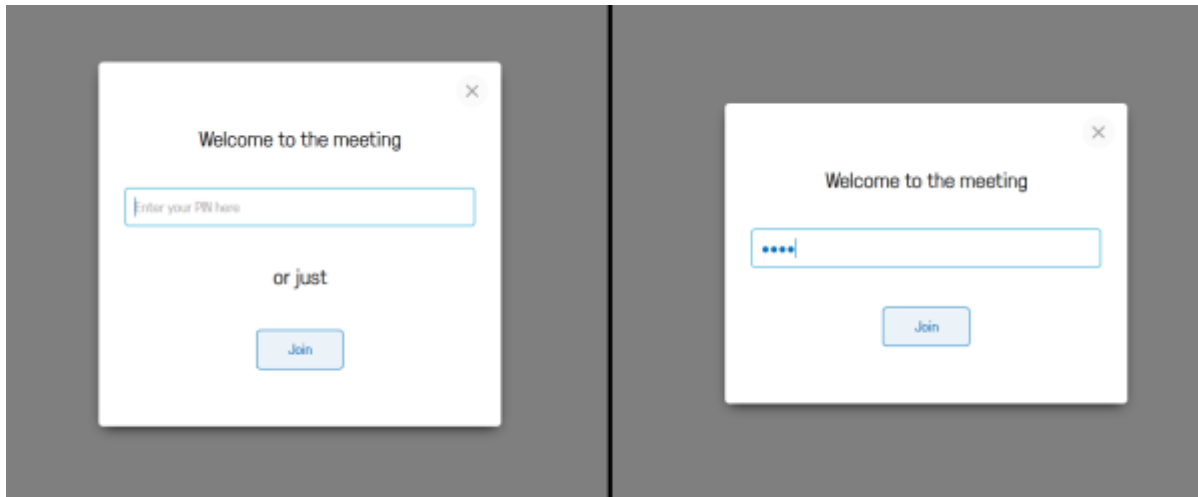 Welcome to the meeting
Enter your PIN here
or just
Join
Welcome to the meeting
••••
Join